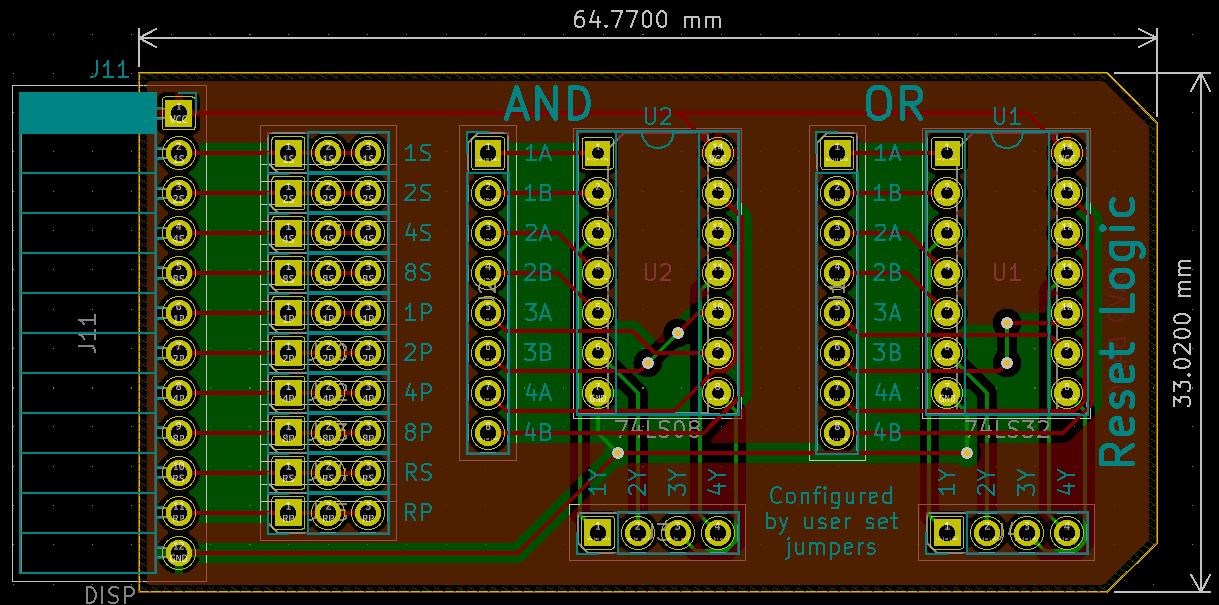 64.7700 mm
J11
AND
OR
U2
U1
VCC
1S
1A
1A
2S
1B
1B
4S
2A
2A
8S
2B
U2
2B
U1
1P
3A
3A
2P
3B
3B
4P
4A
4A
8P
4B
74LS08
4B
74LS32
RS
RP
GND
J11
1Y
2Y
3Y
4Y
1Y
2Y
3Y
4Y
Configured
by user set
jumpers
Reset Logic
33.0200 mm
DISP